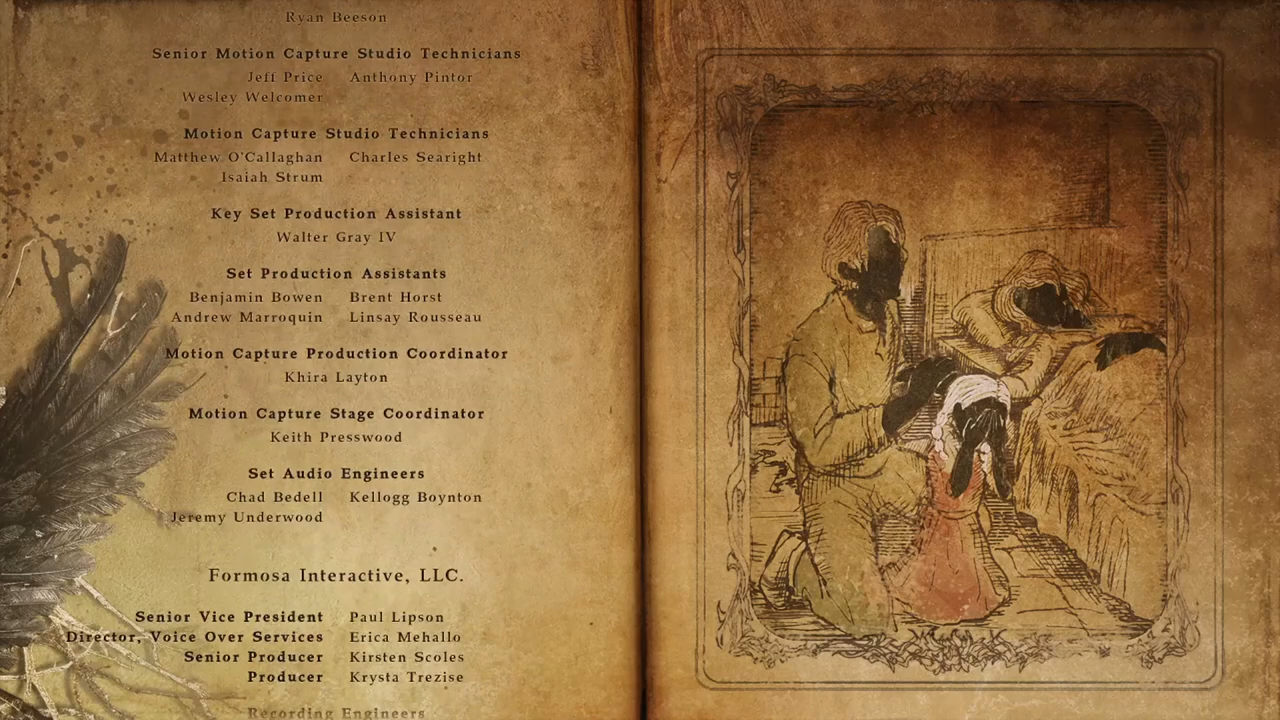 Ryan Beeson
Senior Motion Capture Studio Technicians
Jeff Price Anthony Pintor
Wesley Welcomer
Motion Capture Studio Technicians
Matthew O'Callaghan Charles Searight
Isaiah Strum
Key Set Production Assistant
Walter Gray IV
Set Production Assistants
Benjamin Bowen Brent Horst
Andrew Marroquin Linsay Rousseau
Motion Capture Production Coordinator
Khira Layton
Motion Capture Stage Coordinator
Keith Presswood
Set Audio Engineers
Chad Bedell Kellogg Boynton
Jeremy Underwood
Formosa Interactive, LLC.
Senior Vice President Paul Lipson
Director, Voice Over Services Erica Mehallo
Senior Producer Kirsten Scoles
Producer Krysta Trezise
Recording Engineers